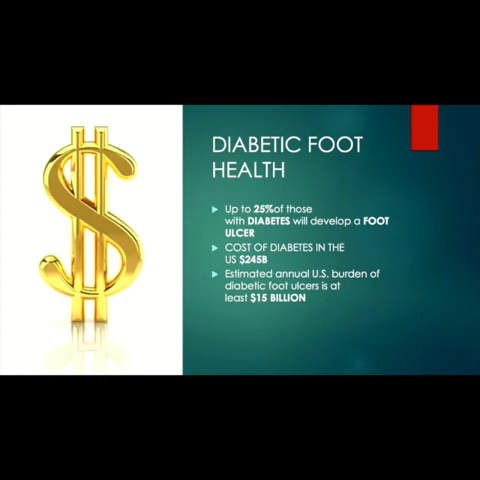 DIABETIC FOOT
HEALTH
Up to 25%of those
with DIABETES will develop a FOOT
ULCER
COST OF DIABETES IN THE
US $245B
Estimated annual U.S. burden of
diabetic foot ulcers is at
least $15 BILLION